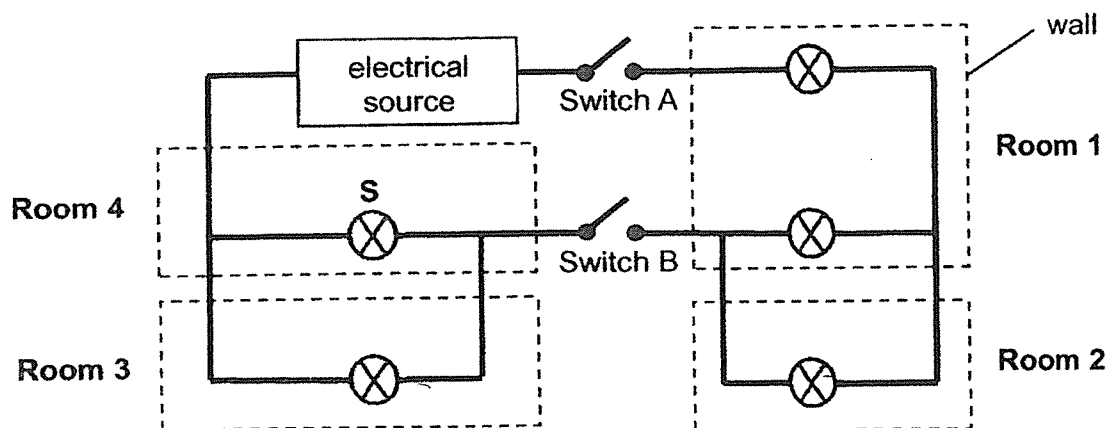 wall
electrical
source
Switch A
Room 1
Room 4
S
Switch B
Room 3
Room 2